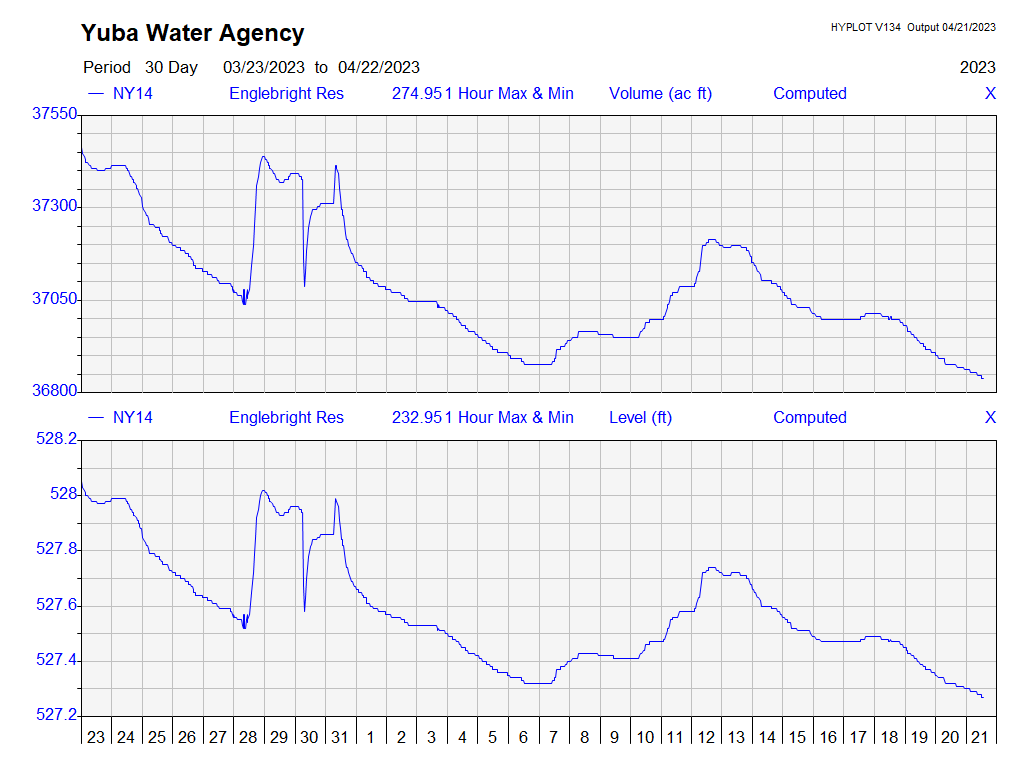 Yuba Water Agency
HYPLOT V134 Output 04/21/2023
Period 30 Day 03/23/2023 to 04/22/2023 2023
NY14 Englebright Res 274.951 Hour Max & Min Volume (ac ft) Computed X
37550
37300
37050
36800
NY14 Englebright Res 232.951 Hour Max & Min Level (ft) Computed X
528.2
528
527.8
527.6
527.4
527.2
23 24 25 26 27 28 29 30 31 1 2 3 4 5 6 7 8 9 10 11 12 13 14 15 16 17 18 19 20 21